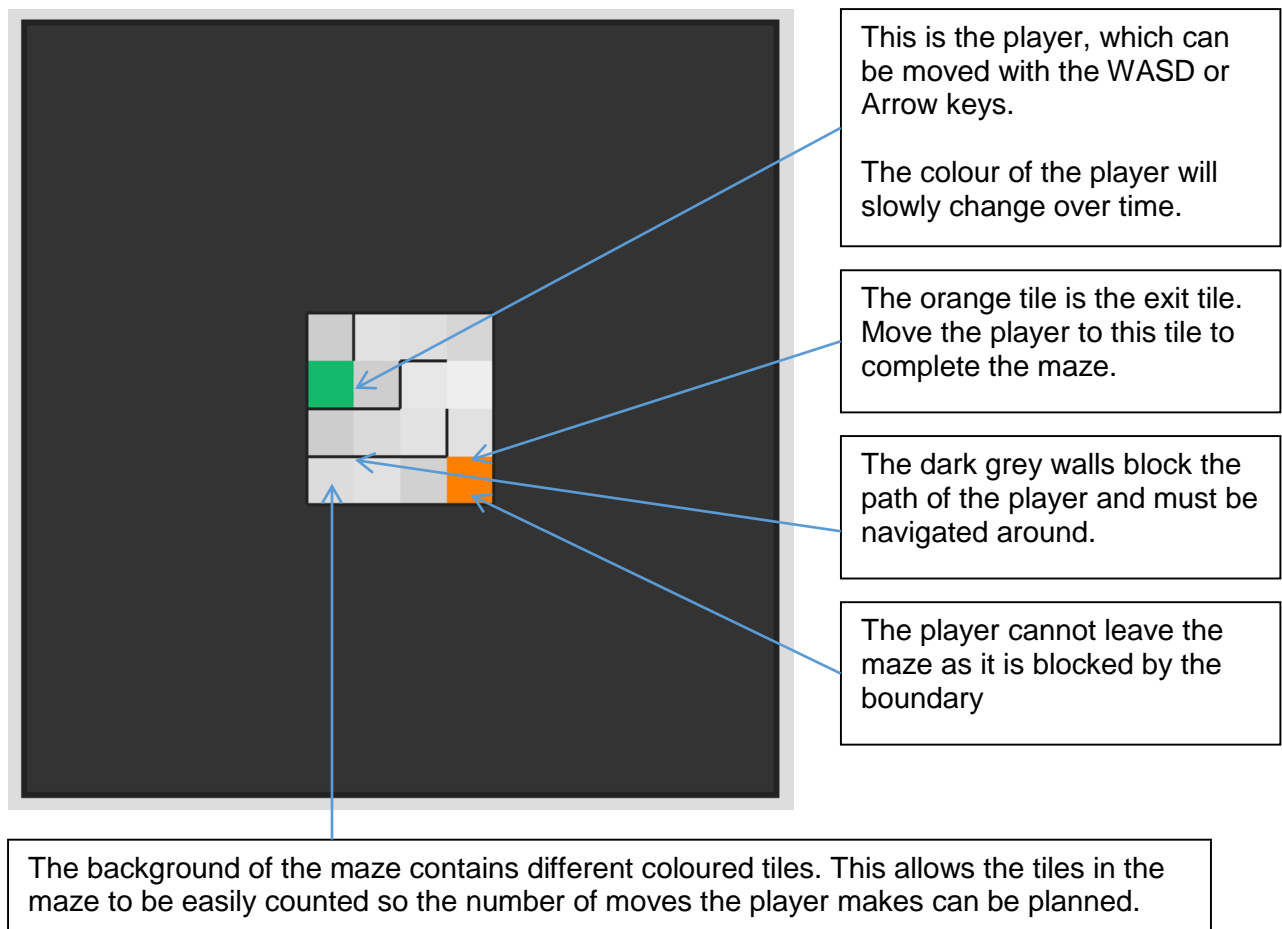 This is the player, which can
be moved with the WASD or
Arrow keys.
The colour of the player will
slowly change over time.
The orange tile is the exit tile.
Move the player to this tile to
complete the maze.
The dark grey walls block the
path of the player and must be
navigated around.
The player cannot leave the
maze as it is blocked by the
boundary
The background of the maze contains different coloured tiles. This allows the tiles in the
maze to be easily counted so the number of moves the player makes can be planned.